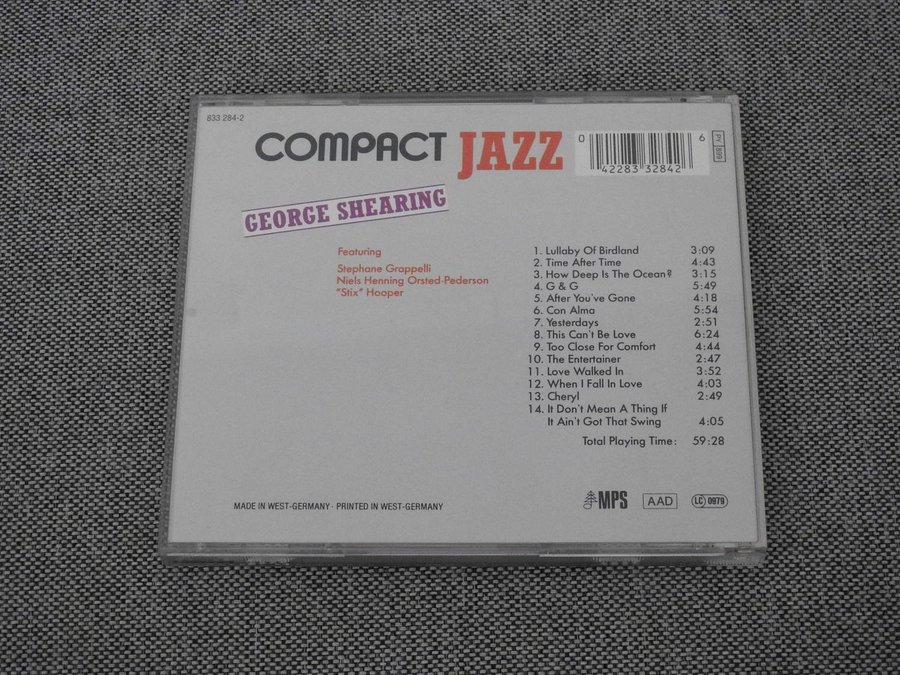 833 284-2
COMPACT JAZZ
0 42283 32842 6
PY 899
GEORGE SHEARING
Featuring
Stephane Grappelli
Niels Henning Orsted-Pederson
"Stix" Hooper
1. Lullaby Of Birdland 3:09
2. Time After Time 4:43
3. How Deep Is The Ocean? 3:15
4. G & G 5:49
5. After You've Gone 4:18
6. Con Alma 5:54
7. Yesterdays 2:51
8. This Can't Be Love 6:24
9. Too Close For Comfort 4:44
10. The Entertainer 2:47
11. Love Walked In 3:52
12. When I Fall In Love 4:03
13. Cheryl 2:49
14. It Don't Mean A Thing If
It Ain't Got That Swing 4:05
Total Playing Time: 59:28
MADE IN WEST-GERMANY · PRINTED IN WEST-GERMANY
MPS AAD LC 0979